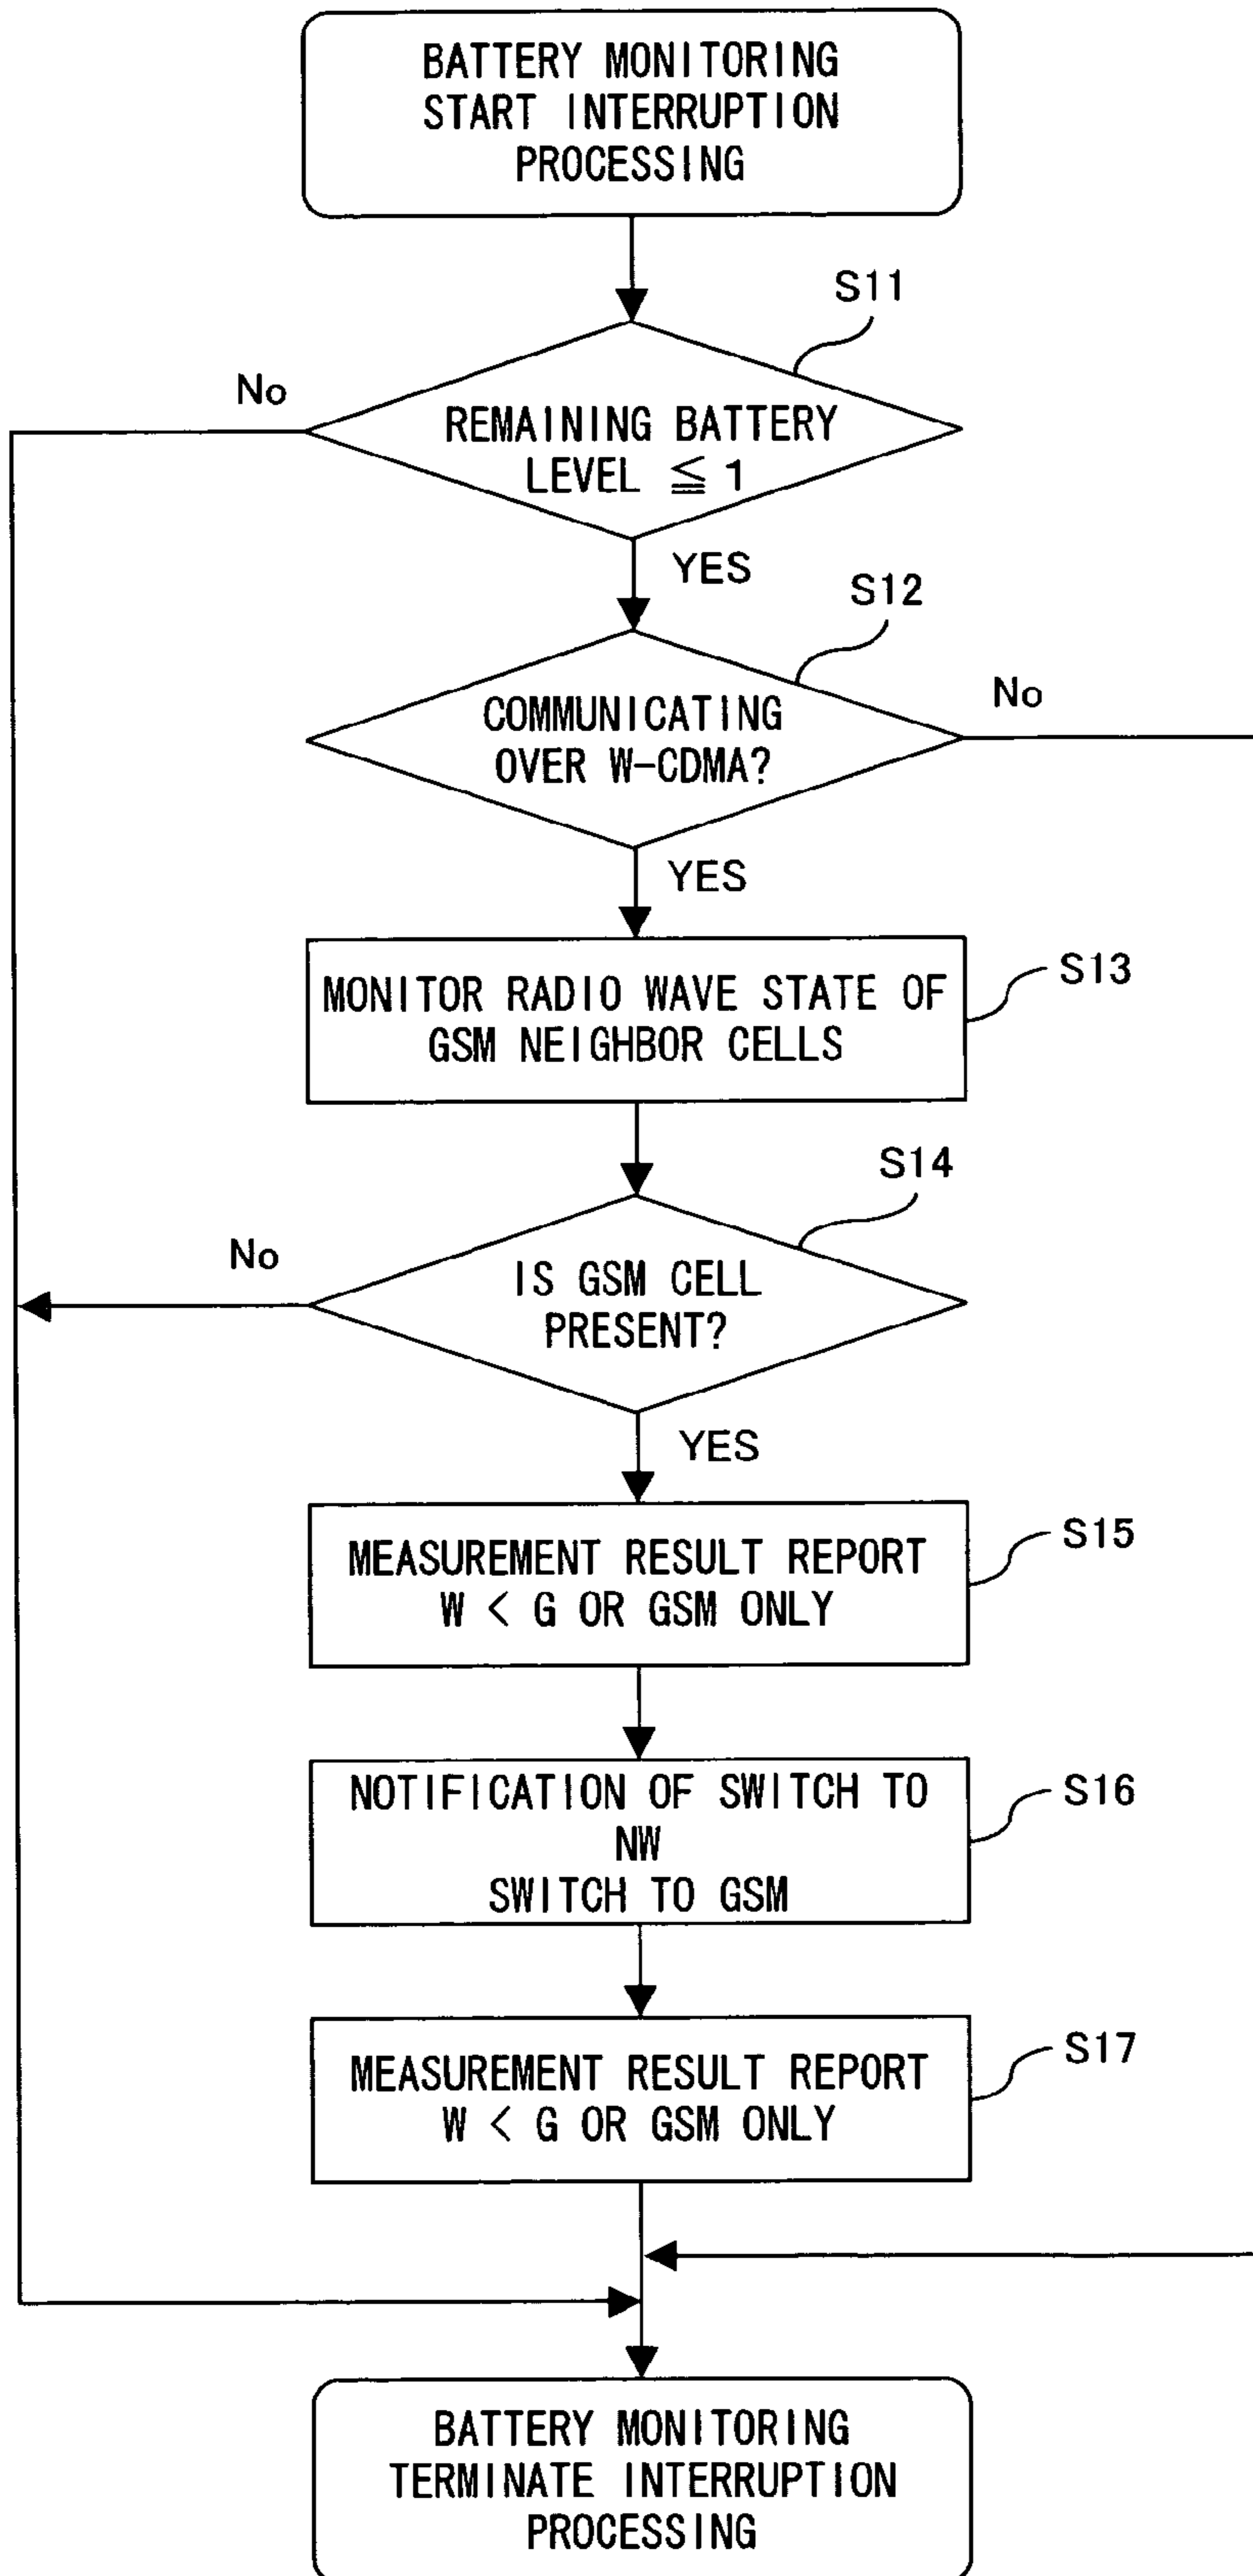 BATTERY MONITORING
START INTERRUPTION
PROCESSING
S11
No
REMAINING BATTERY
LEVEL ≦ 1
YES
S12
No
COMMUNICATING
OVER W-CDMA?
YES
S13
MONITOR RADIO WAVE STATE OF
GSM NEIGHBOR CELLS
S14
No
IS GSM CELL
PRESENT?
YES
S15
MEASUREMENT RESULT REPORT
W < G OR GSM ONLY
S16
NOTIFICATION OF SWITCH TO
NW
SWITCH TO GSM
S17
MEASUREMENT RESULT REPORT
W < G OR GSM ONLY
BATTERY MONITORING
TERMINATE INTERRUPTION
PROCESSING